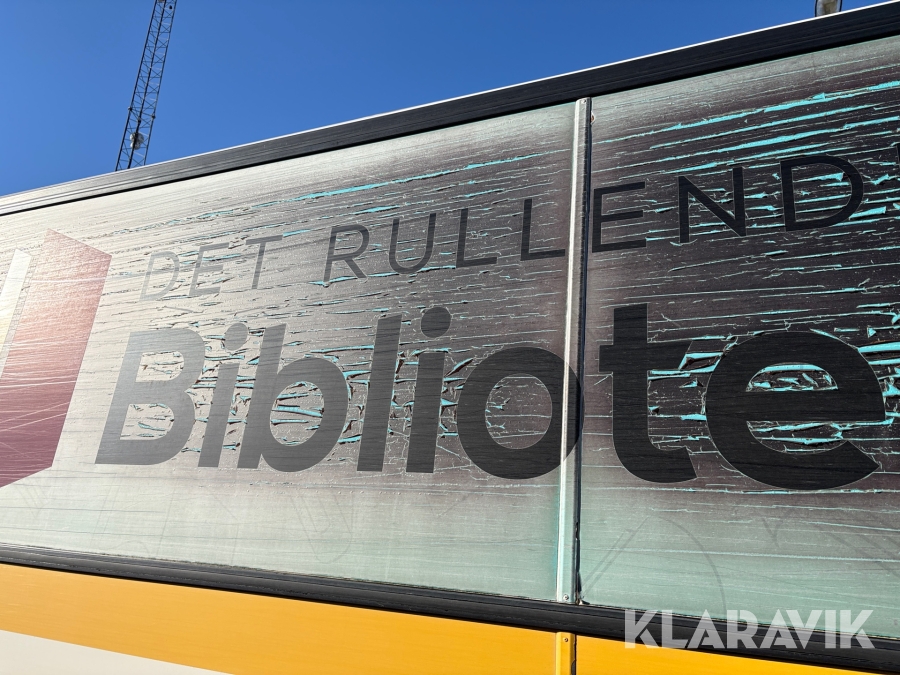 DET RULLEND
Bibliote
KLARAVIK